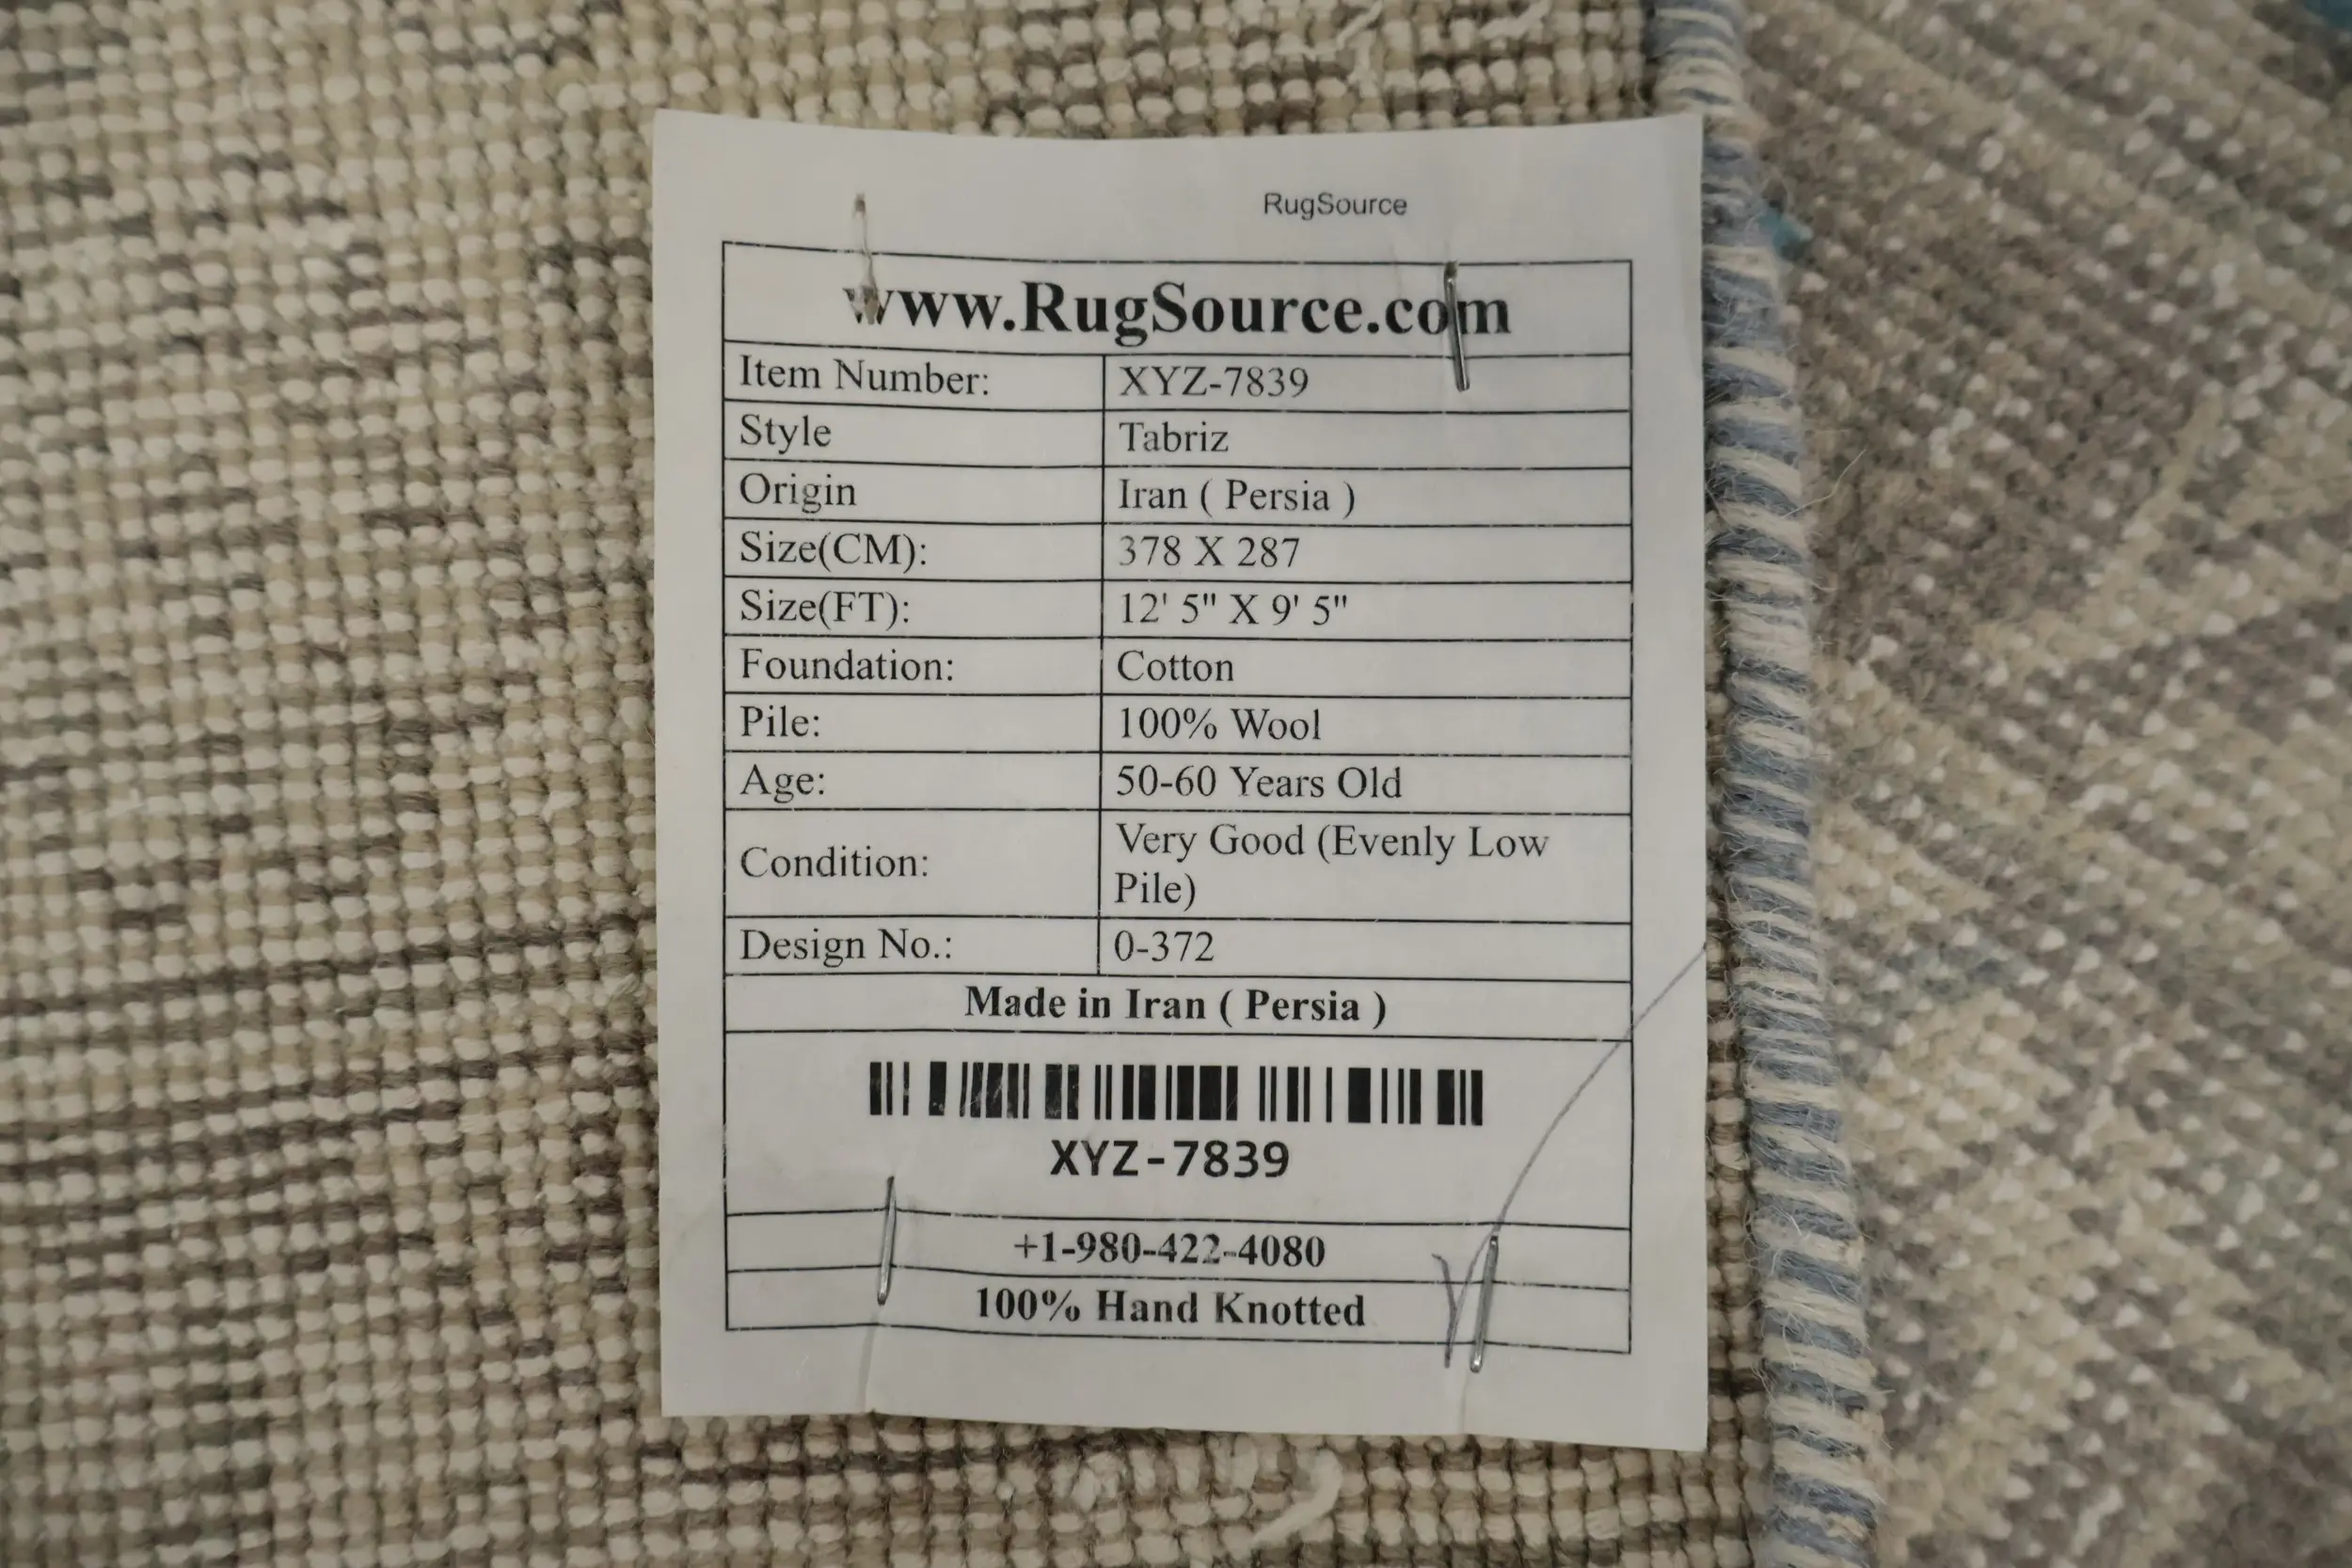 RugSource
www.RugSource.com
Item Number: XYZ-7839
Style Tabriz
Origin Iran ( Persia )
Size(CM): 378 X 287
Size(FT): 12' 5" X 9' 5"
Foundation: Cotton
Pile: 100% Wool
Age: 50-60 Years Old
Condition: Very Good (Evenly Low
Pile)
Design No.: 0-372
Made in Iran ( Persia )
XYZ-7839
+1-980-422-4080
100% Hand Knotted